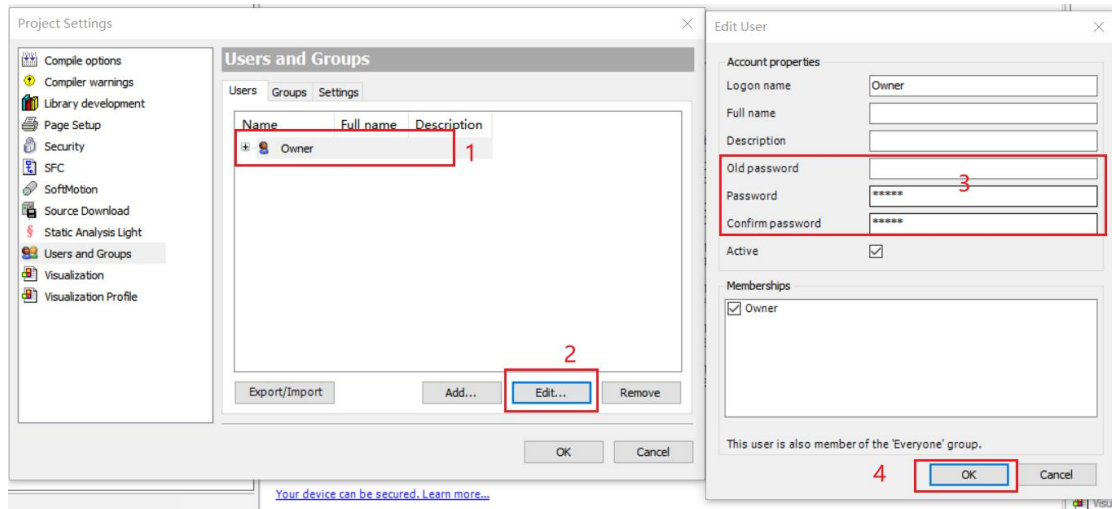 Project Settings
Compile options
Compiler warnings
Library development
Page Setup
Security
SFC
SoftMotion
Source Download
Static Analysis Light
Users and Groups
Visualization
Visualization Profile
Users and Groups
Users Groups Settings
Name Full name Description
Owner
1
2
Export/Import Add... Edit... Remove
OK Cancel
Your device can be secured. Learn more...
Edit User
Account properties
Logon name Owner
Full name
Description
Old password
3
Password *****
Confirm password *****
Active
Memberships
Owner
This user is also member of the 'Everyone' group.
4
OK Cancel